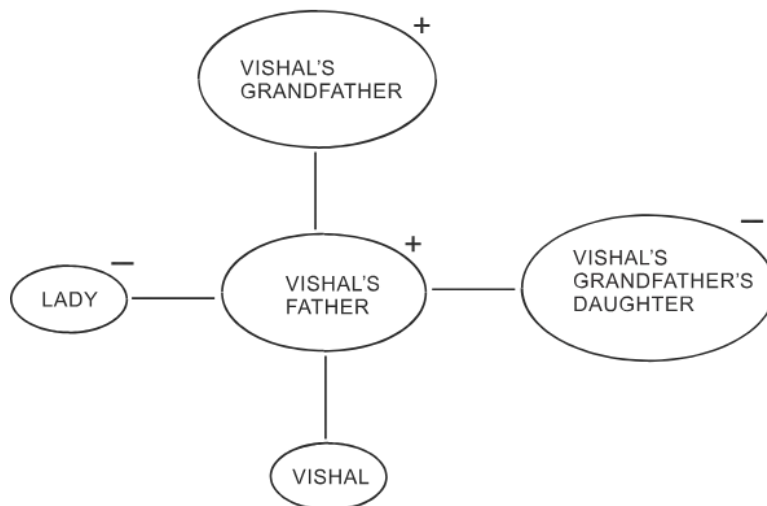 +
VISHAL'S
GRANDFATHER
+
VISHAL'S
FATHER
–
LADY
–
VISHAL'S
GRANDFATHER'S
DAUGHTER
VISHAL